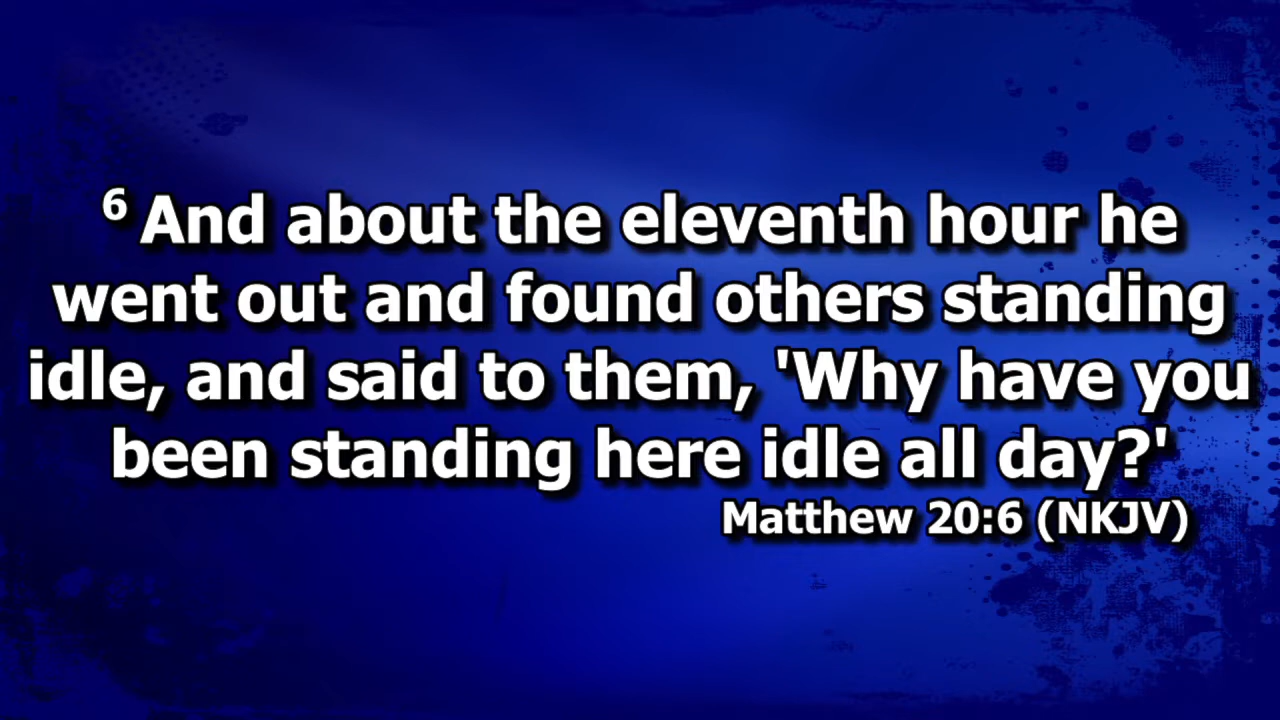 6 And about the eleventh hour he
went out and found others standing
idle, and said to them, 'Why have you
been standing here idle all day?'
Matthew 20:6 (NKJV)